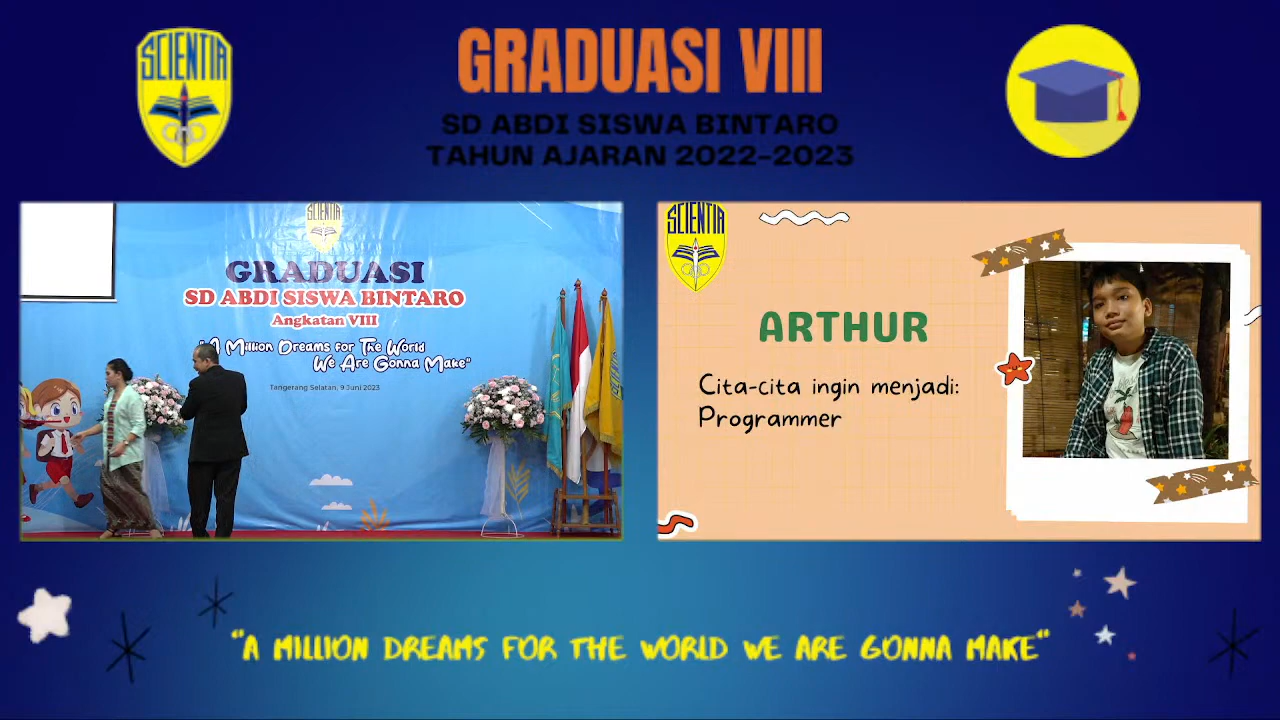 SCIENTIA
GRADUASI VIII
SD ABDI SISWA BINTARO
TAHUN AJARAN 2022-2023
SCIENTIA
GRADUASI
SD ABDI SISWA BINTARO
Angkatan VIII
"A Million Dreams for The World
We Are Gonna Make"
Tangerang Selatan, 9 Juni 2023
SCIENTIA
ARTHUR
Cita-cita ingin menjadi:
Programmer
"A MILLION DREAMS FOR THE WORLD WE ARE GONNA MAKE"